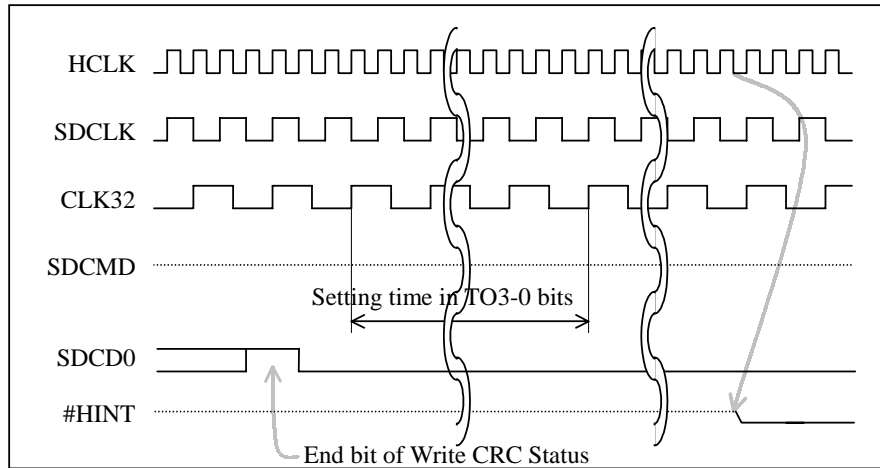 HCLK
SDCLK
CLK32
SDCMD
Setting time in TO3-0 bits
SDCD0
#HINT
End bit of Write CRC Status